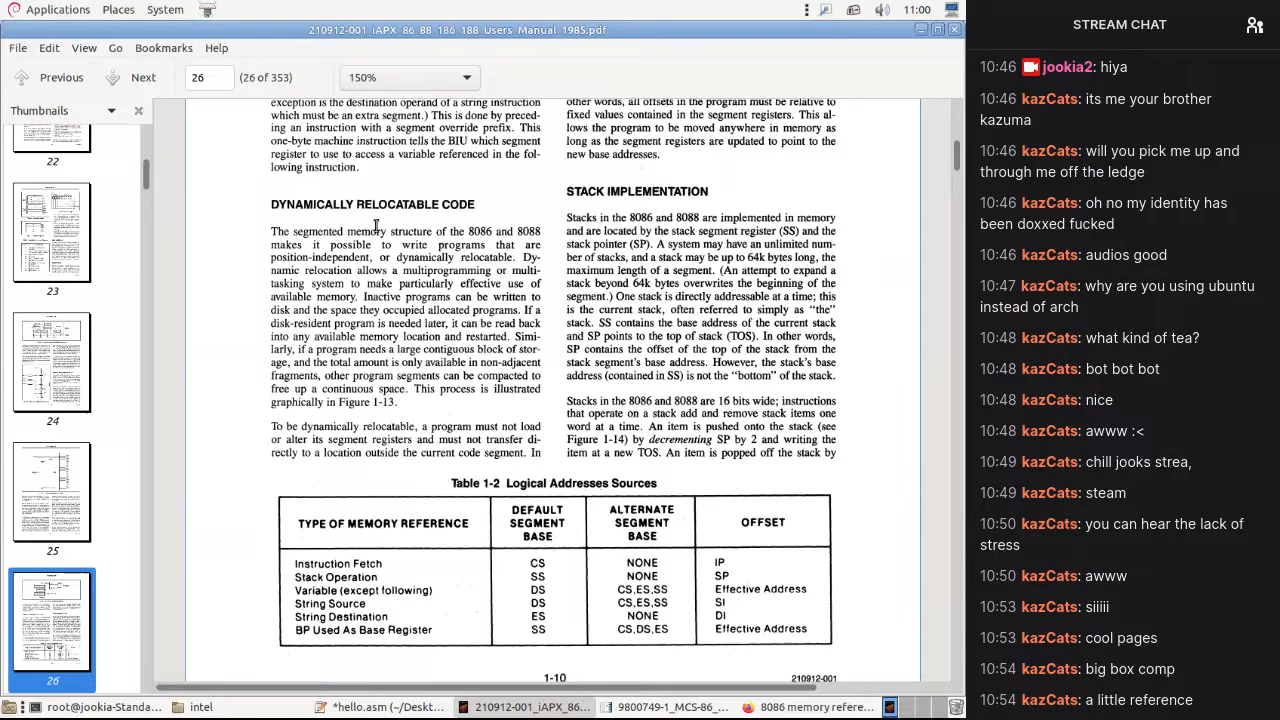 Applications Places System 11:00
210912-001_iAPX_86_88_186_188_Users_Manual_1985.pdf
File Edit View Go Bookmarks Help
Previous Next 26 (26 of 353) 150%
Thumbnails
22
23
24
25
26
exception is the destination operand of a string instruction
which must be an extra segment.) This is done by preced-
ing an instruction with a segment override prefix. This
one-byte machine instruction tells the BIU which segment
register to use to access a variable referenced in the fol-
lowing instruction.
DYNAMICALLY RELOCATABLE CODE
The segmented memory structure of the 8086 and 8088
makes it possible to write programs that are
position-independent, or dynamically relocatable. Dy-
namic relocation allows a multiprogramming or multi-
tasking system to make particularly effective use of
available memory. Inactive programs can be written to
disk and the space they occupied allocated programs. If a
disk-resident program is needed later, it can be read back
into any available memory location and restarted. Simi-
larly, if a program needs a large contiguous block of stor-
age, and the total amount is only available in non-adjacent
fragments, other program segments can be compacted to
free up a continuous space. This process is illustrated
graphically in Figure 1-13.
To be dynamically relocatable, a program must not load
or alter its segment registers and must not transfer di-
rectly to a location outside the current code segment. In
other words, all offsets in the program must be relative to
fixed values contained in the segment registers. This al-
lows the program to be moved anywhere in memory as
long as the segment registers are updated to point to the
new base addresses.
STACK IMPLEMENTATION
Stacks in the 8086 and 8088 are implemented in memory
and are located by the stack segment register (SS) and the
stack pointer (SP). A system may have an unlimited num-
ber of stacks, and a stack may be up to 64k bytes long, the
maximum length of a segment. (An attempt to expand a
stack beyond 64k bytes overwrites the beginning of the
segment.) One stack is directly addressable at a time; this
is the current stack, often referred to simply as “the”
stack. SS contains the base address of the current stack
and SP points to the top of stack (TOS). In other words,
SP contains the offset of the top of the stack from the
stack segment's base address. However, the stack's base
address (contained in SS) is not the “bottom” of the stack.
Stacks in the 8086 and 8088 are 16 bits wide; instructions
that operate on a stack add and remove stack items one
word at a time. An item is pushed onto the stack (see
Figure 1-14) by decrementing SP by 2 and writing the
item at a new TOS. An item is popped off the stack by
Table 1-2 Logical Addresses Sources
TYPE OF MEMORY REFERENCE DEFAULT SEGMENT BASE ALTERNATE SEGMENT BASE OFFSET
Instruction Fetch CS NONE IP
Stack Operation SS NONE SP
Variable (except following) DS CS,ES,SS Effective Address
String Source DS CS,ES,SS SI
String Destination ES NONE DI
BP Used As Base Register SS CS,DS,ES Effective Address
1-10 210912-001
root@jookia-Standa... intel *hello.asm (~/Deskt... 210912-001_iAPX_86... 9800749-1_MCS-86_... 8086 memory refere...
STREAM CHAT
10:46 jookia2: hiya
10:46 kazCats: its me your brother
kazuma
10:46 kazCats: will you pick me up and
through me off the ledge
10:46 kazCats: oh no my identity has
been doxxed fucked
10:46 kazCats: audios good
10:47 kazCats: why are you using ubuntu
instead of arch
10:48 kazCats: what kind of tea?
10:48 kazCats: bot bot bot
10:48 kazCats: nice
10:48 kazCats: awww :<
10:49 kazCats: chill jooks strea,
10:49 kazCats: steam
10:50 kazCats: you can hear the lack of
stress
10:50 kazCats: awww
10:53 kazCats: siiiii
10:53 kazCats: cool pages
10:54 kazCats: big box comp
10:54 kazCats: a little reference